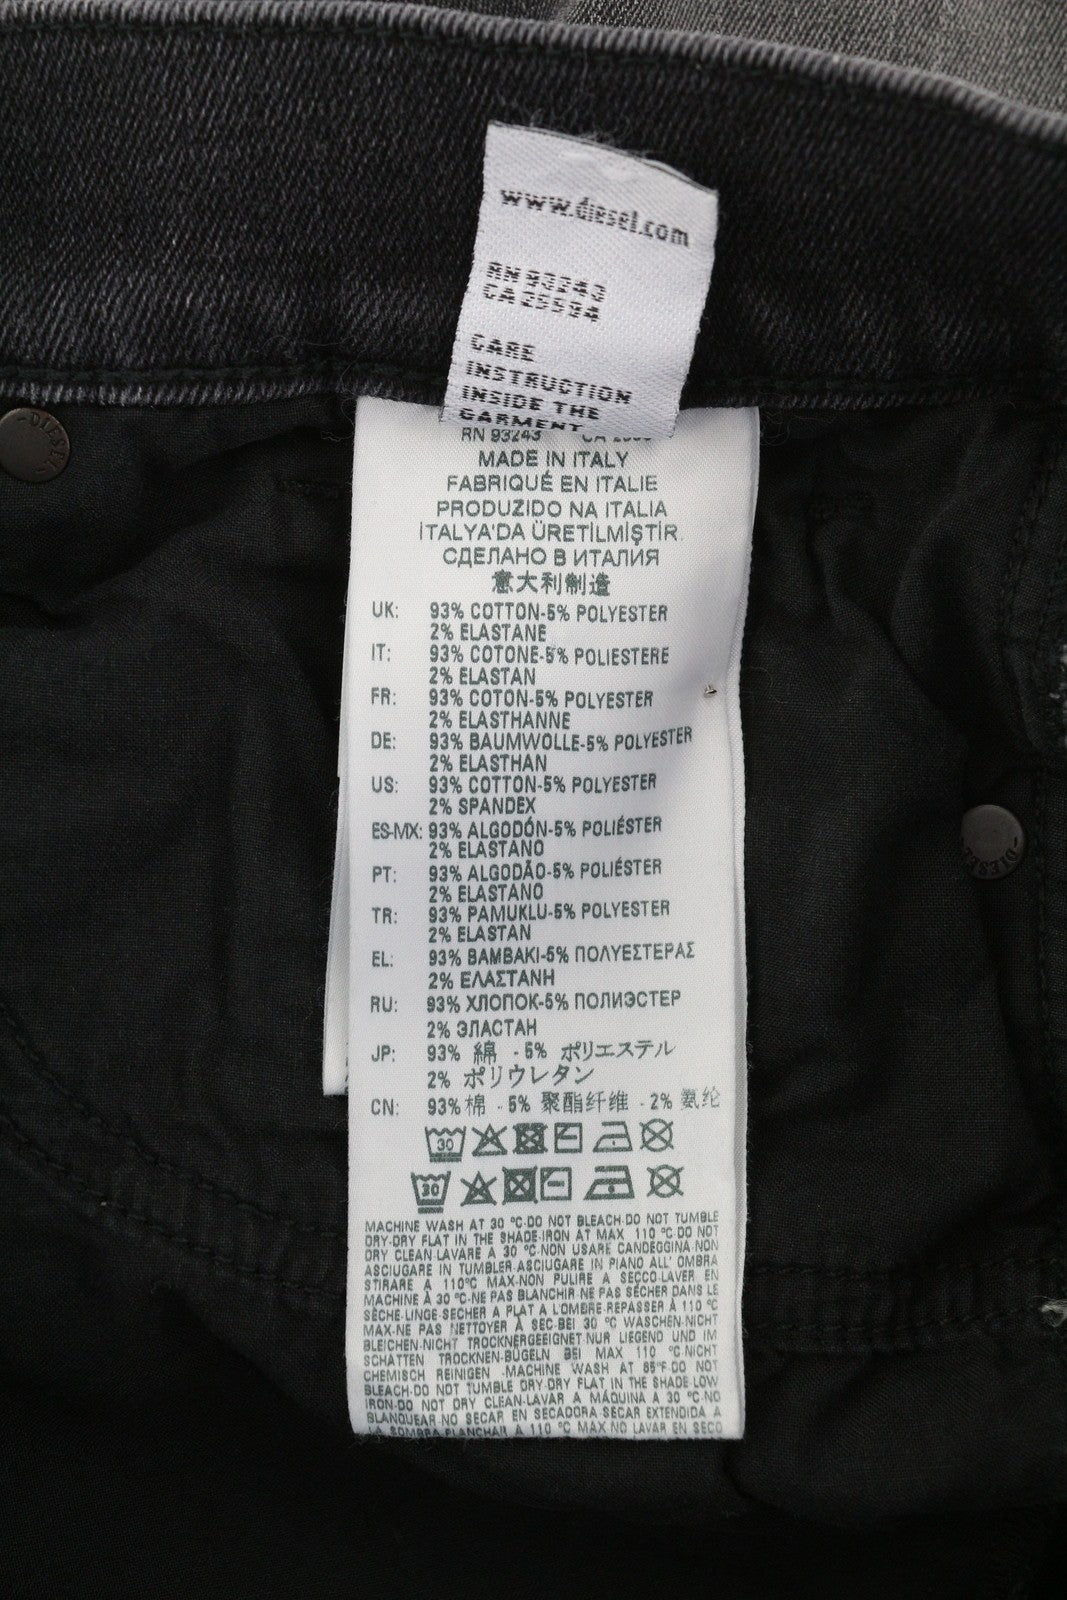 www.diesel.com
RN 93243
CA 25594
CARE
INSTRUCTION
INSIDE THE
GARMENT
RN 93243 CA
MADE IN ITALY
FABRIQUÉ EN ITALIE
PRODUZIDO NA ITALIA
İTALYA'DA ÜRETİLMİŞTİR.
СДЕЛАНО В ИТАЛИЯ
意大利制造
UK: 93% COTTON-5% POLYESTER
2% ELASTANE
IT: 93% COTONE-5% POLIESTERE
2% ELASTAN
FR: 93% COTON-5% POLYESTER
2% ELASTHANNE
DE: 93% BAUMWOLLE-5% POLYESTER
2% ELASTHAN
US: 93% COTTON-5% POLYESTER
2% SPANDEX
ES-MX: 93% ALGODÓN-5% POLIÉSTER
2% ELASTANO
PT: 93% ALGODÃO-5% POLIÉSTER
2% ELASTANO
TR: 93% PAMUKLU-5% POLYESTER
2% ELASTAN
EL: 93% ΒΑΜΒΑΚΙ-5% ΠΟΛΥΕΣΤΕΡΑΣ
2% ΕΛΑΣΤΑΝΗ
RU: 93% ХЛОПОК-5% ПОЛИЭСТЕР
2% ЭЛАСТАН
JP: 93% 綿 - 5% ポリエステル
2% ポリウレタン
CN: 93% 棉 - 5% 聚酯纤维 - 2% 氨纶
30
30
MACHINE WASH AT 30 °C-DO NOT BLEACH-DO NOT TUMBLE
DRY-DRY FLAT IN THE SHADE-IRON AT MAX 110 °C-DO NOT
DRY CLEAN-LAVARE A 30 °C-NON USARE CANDEGGINA-NON
ASCIUGARE IN TUMBLER-ASCIUGARE IN PIANO ALL' OMBRA
STIRARE A 110°C MAX-NON PULIRE A SECCO-LAVER EN
MACHINE À 30 °C-NE PAS BLANCHIR-NE PAS SÉCHER DANS LE
SÈCHE-LINGE-SECHER A PLAT A L'OMBRE-REPASSER À 110 °C
MAX-NE PAS NETTOYER À SEC-BEI 30 °C WASCHEN-NICHT
BLEICHEN-NICHT TROCKNERGEEIGNET-NUR LIEGEND UND IM
SCHATTEN TROCKNEN-BÜGELN BEI MAX 110 °C-NICHT
CHEMISCH REINIGEN -MACHINE WASH AT 85°F-DO NOT
BLEACH-DO NOT TUMBLE DRY-DRY FLAT IN THE SHADE-LOW
IRON-DO NOT DRY CLEAN-LAVAR A MÁQUINA A 30 °C-NO
BLANQUEAR-NO SECAR EN SECADORA SECAR EXTENDIDA A
LA SOMBRA PLANCHAR A 110 °C MAX NO LAVAR EN SECO
DIESEL
DIESEL